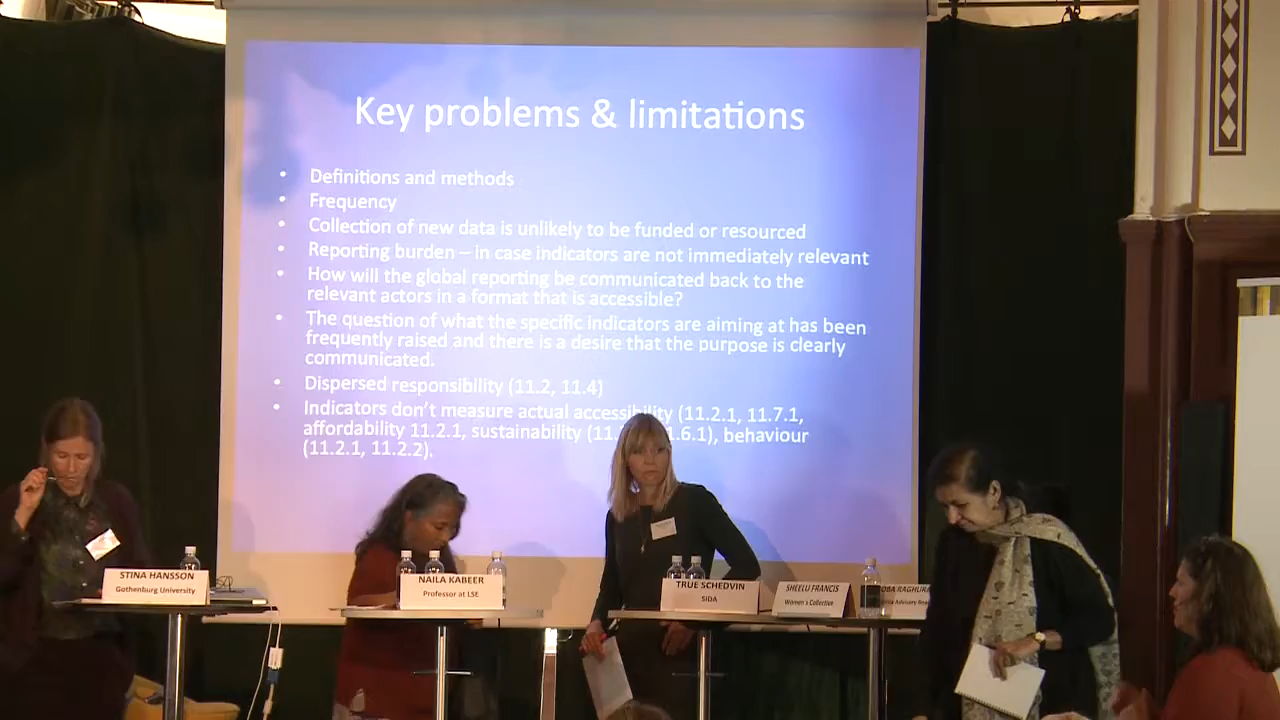 Key problems & limitations
• Definitions and methods
• Frequency
• Collection of new data is unlikely to be funded or resourced
• Reporting burden – in case indicators are not immediately relevant
• How will the global reporting be communicated back to the
relevant actors in a format that is accessible?
• The question of what the specific indicators are aiming at has been
frequently raised and there is a desire that the purpose is clearly
communicated.
• Dispersed responsibility (11.2, 11.4)
• Indicators don't measure actual accessibility (11.2.1, 11.7.1,
affordability 11.2.1, sustainability (11. 1.6.1), behaviour
(11.2.1, 11.2.2).
STINA HANSSON
Gothenburg University
NAILA KABEER
Professor at LSE
TRUE SCHEDVIN
SIDA
SHEELU FRANCIS
Women's Collective
Advisory